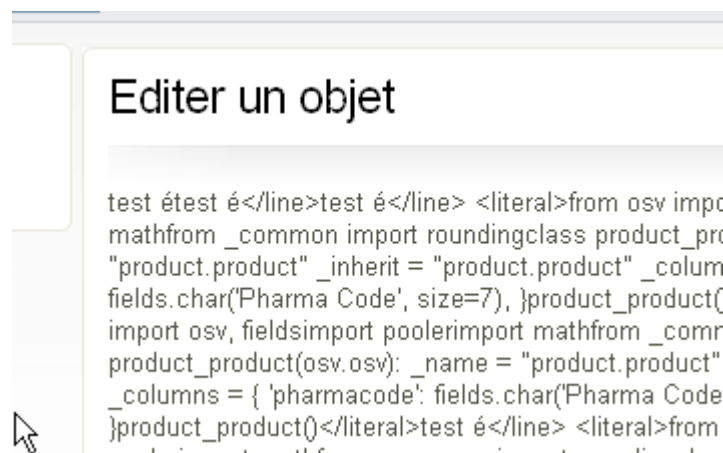 Editer un objet
test étest é</line>test é</line> <literal>from osv impo
mathfrom _common import roundingclass product_pro
"product.product" _inherit = "product.product" _colum
fields.char('Pharma Code', size=7), }product_product()
import osv, fieldsimport poolerimport mathfrom _comm
product_product(osv.osv): _name = "product.product"
_columns = { 'pharmacode': fields.char('Pharma Code
}product_product()</literal>test é</line> <literal>from